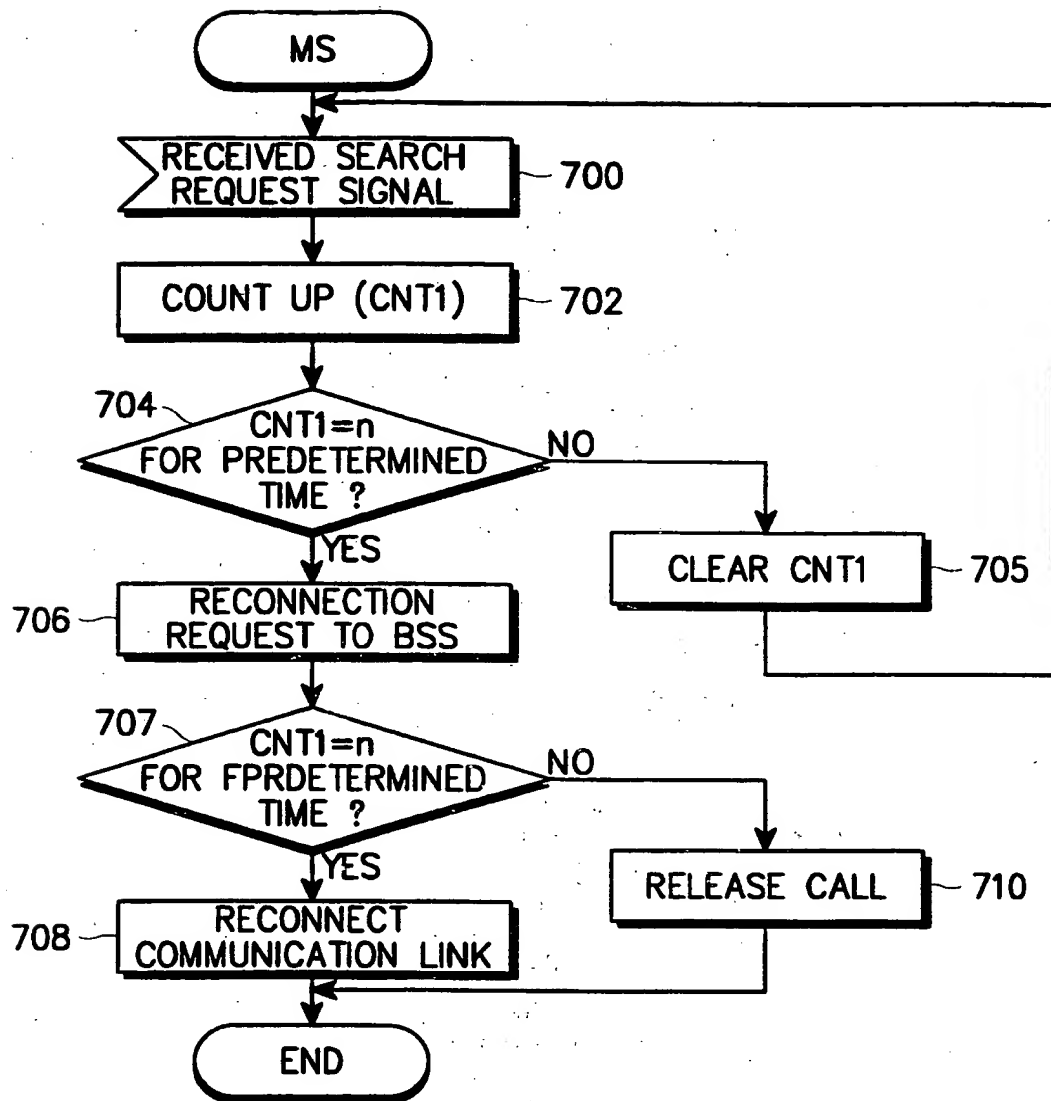 MS
RECEIVED SEARCH
REQUEST SIGNAL
700
COUNT UP (CNT1)
702
704
CNT1=n
FOR PREDETERMINED
TIME ?
NO
YES
CLEAR CNT1
705
706
RECONNECTION
REQUEST TO BSS
707
CNT1=n
FOR FPRDETERMINED
TIME ?
NO
YES
RELEASE CALL
710
708
RECONNECT
COMMUNICATION LINK
END